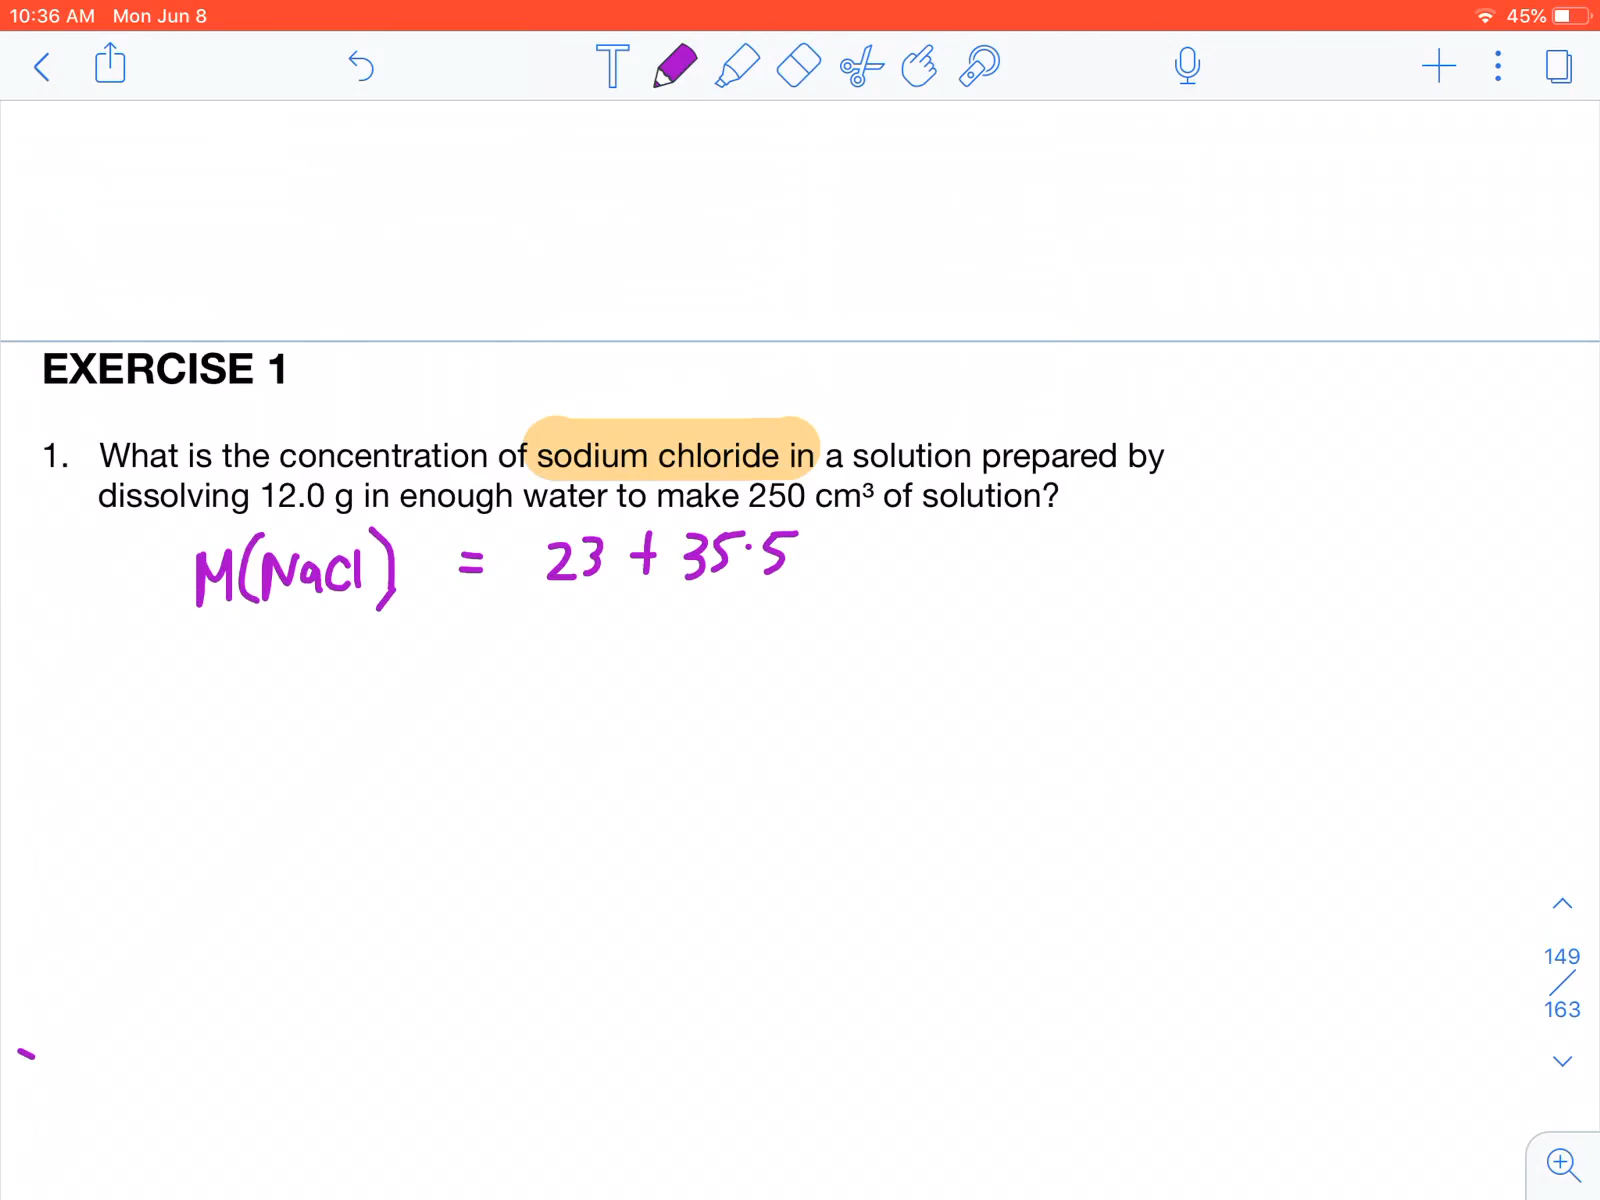 10:36 AM Mon Jun 8 45%
T
EXERCISE 1
1. What is the concentration of sodium chloride in a solution prepared by
dissolving 12.0 g in enough water to make 250 cm³ of solution?
M(NaCl) = 23 + 35.5
149
163